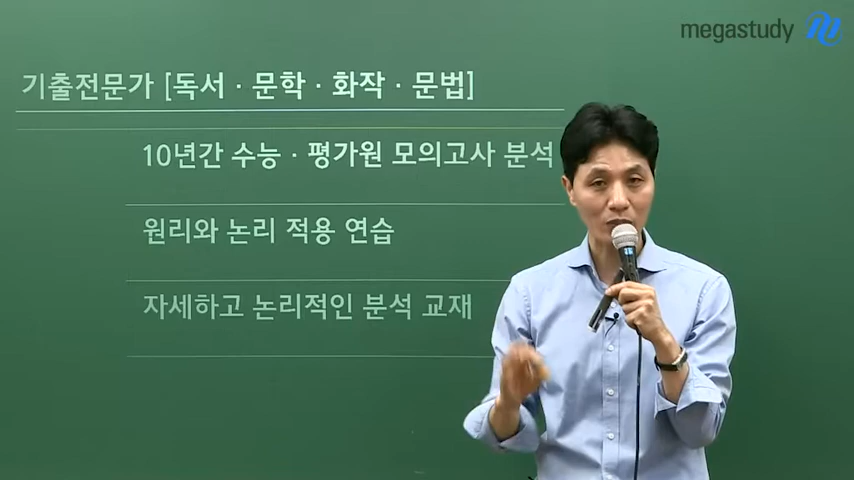 megastudy
기출전문가 [독서 · 문학 · 화작 · 문법]
10년간 수능 · 평가원 모의고사 분석
원리와 논리 적용 연습
자세하고 논리적인 분석 교재